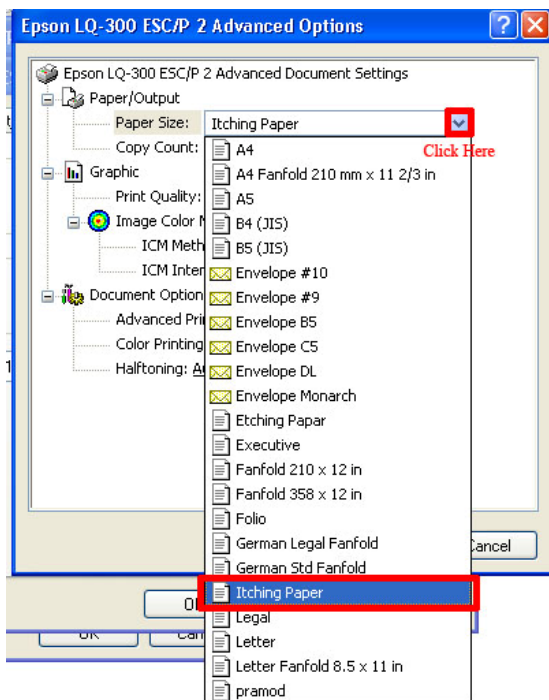 Epson LQ-300 ESC/P 2 Advanced Options
Epson LQ-300 ESC/P 2 Advanced Document Settings
Paper/Output
Paper Size: Itching Paper
Click Here
Copy Count:
A4
Graphic
A4 Fanfold 210 mm x 11 2/3 in
Print Quality:
A5
Image Color
B4 (JIS)
ICM
B5 (JIS)
ICM
Envelope #10
Document Option
Envelope #9
Advanced
Envelope B5
Color Printing
Envelope C5
Halftoning:
Envelope DL
Envelope Monarch
Etching Papar
Executive
Fanfold 210 x 12 in
Fanfold 358 x 12 in
Folio
German Legal Fanfold
Cancel
German Std Fanfold
Itching Paper
Legal
Letter
Letter Fanfold 8.5 x 11 in
pramod